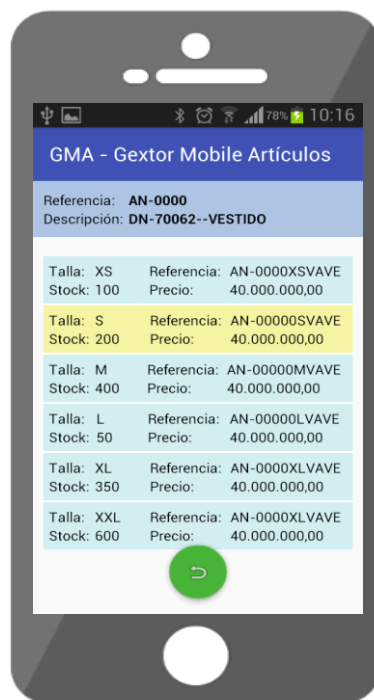 78% 10:16
GMA - Gextor Mobile Artículos
Referencia: AN-0000
Descripción: DN-70062--VESTIDO
Talla: XS Referencia: AN-0000XSVAVE
Stock: 100 Precio: 40.000.000,00
Talla: S Referencia: AN-00000SVAVE
Stock: 200 Precio: 40.000.000,00
Talla: M Referencia: AN-00000MVAVE
Stock: 400 Precio: 40.000.000,00
Talla: L Referencia: AN-00000LVAVE
Stock: 50 Precio: 40.000.000,00
Talla: XL Referencia: AN-0000XLVAVE
Stock: 350 Precio: 40.000.000,00
Talla: XXL Referencia: AN-0000XLVAVE
Stock: 600 Precio: 40.000.000,00